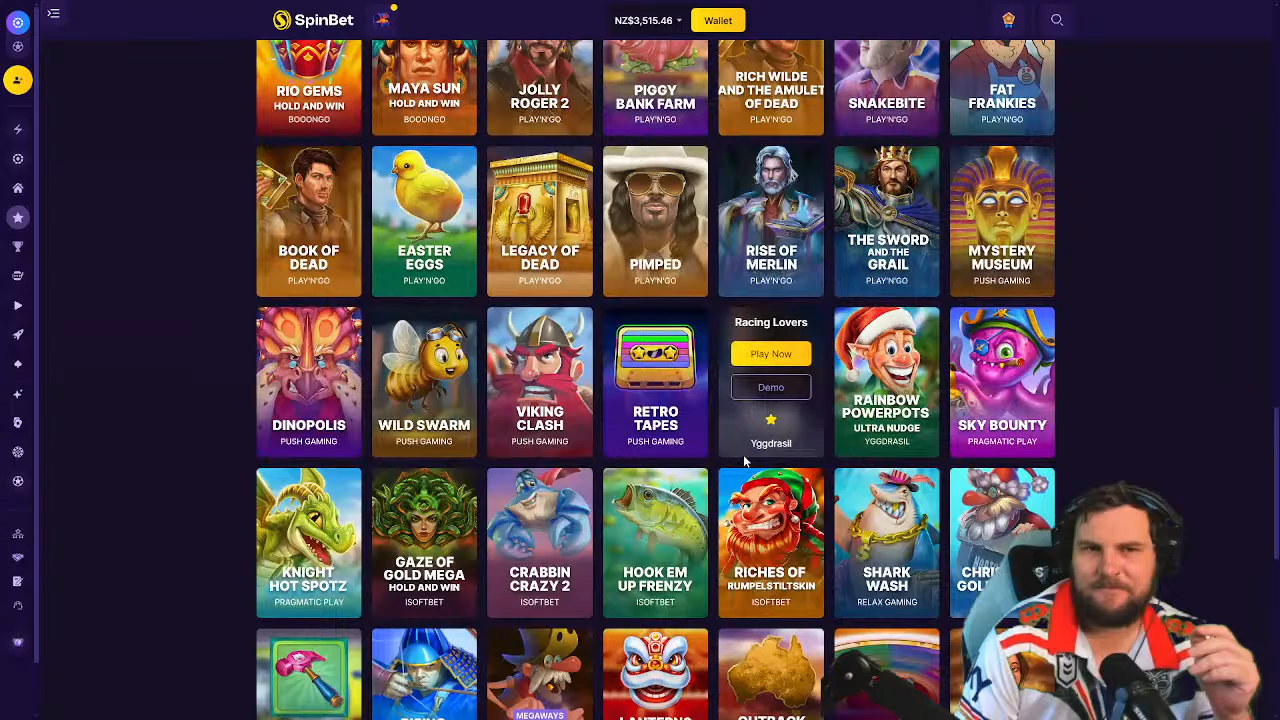 SpinBet
NZ$3,515.46
Wallet
RIO GEMS
HOLD AND WIN
BOOONGO
MAYA SUN
HOLD AND WIN
BOOONGO
JOLLY
ROGER 2
PLAY'N'GO
PIGGY
BANK FARM
PLAY'N'GO
RICH WILDE
AND THE AMULET
OF DEAD
PLAY'N'GO
SNAKEBITE
PLAY'N'GO
FAT
FRANKIES
PLAY'N'GO
BOOK OF
DEAD
PLAY'N'GO
EASTER
EGGS
PLAY'N'GO
LEGACY OF
DEAD
PLAY'N'GO
PIMPED
PLAY'N'GO
RISE OF
MERLIN
PLAY'N'GO
THE SWORD
AND THE
GRAIL
PLAY'N'GO
MYSTERY
MUSEUM
PUSH GAMING
DINOPOLIS
PUSH GAMING
WILD SWARM
PUSH GAMING
VIKING
CLASH
PUSH GAMING
RETRO
TAPES
PUSH GAMING
Racing Lovers
Play Now
Demo
Yggdrasil
RAINBOW
POWERPOTS
ULTRA NUDGE
YGGDRASIL
SKY BOUNTY
PRAGMATIC PLAY
KNIGHT
HOT SPOTZ
PRAGMATIC PLAY
GAZE OF
GOLD MEGA
HOLD AND WIN
ISOFTBET
CRABBIN
CRAZY 2
ISOFTBET
HOOK EM
UP FRENZY
ISOFTBET
RICHES OF
RUMPELSTILTSKIN
ISOFTBET
SHARK
WASH
RELAX GAMING
MEGAWAYS